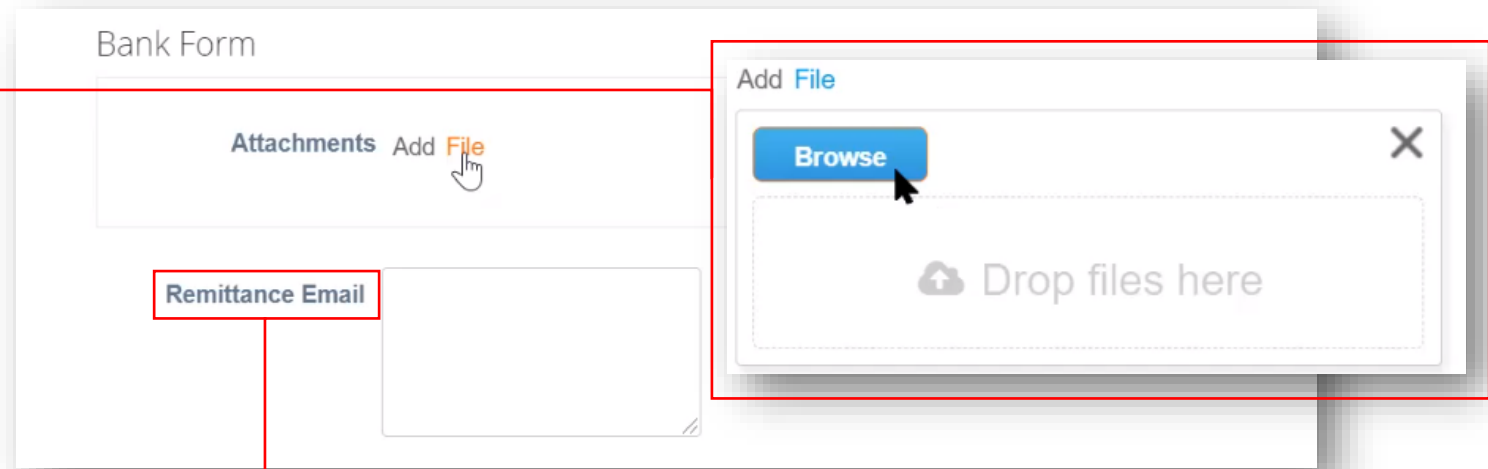 Bank Form
Attachments Add File
Remittance Email
Add File
Browse
Drop files here